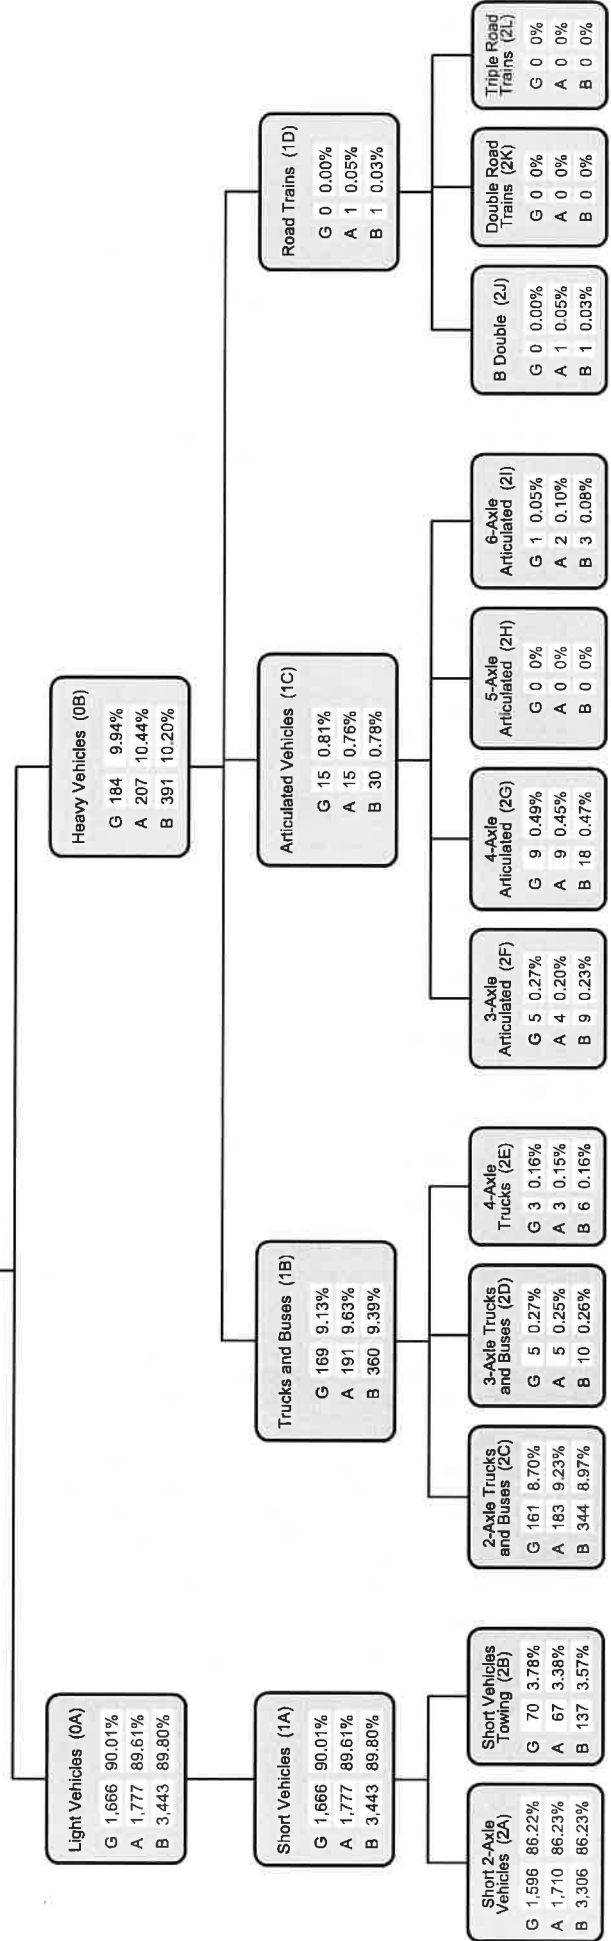 Light Vehicles (0A)
G 1,666 90.01%
A 1,777 89.61%
B 3,443 89.80%
Heavy Vehicles (0B)
G 184 9.94%
A 207 10.44%
B 391 10.20%
Short Vehicles (1A)
G 1,666 90.01%
A 1,777 89.61%
B 3,443 89.80%
Trucks and Buses (1B)
G 169 9.13%
A 191 9.63%
B 360 9.39%
Articulated Vehicles (1C)
G 15 0.81%
A 15 0.76%
B 30 0.78%
Road Trains (1D)
G 0 0.00%
A 1 0.05%
B 1 0.03%
Short 2-Axle
Vehicles (2A)
G 1,596 86.22%
A 1,710 86.23%
B 3,306 86.23%
Short Vehicles
Towing (2B)
G 70 3.78%
A 67 3.38%
B 137 3.57%
2-Axle Trucks
and Buses (2C)
G 161 8.70%
A 183 9.23%
B 344 8.97%
3-Axle Trucks
and Buses (2D)
G 5 0.27%
A 5 0.25%
B 10 0.26%
4-Axle
Trucks (2E)
G 3 0.16%
A 3 0.15%
B 6 0.16%
3-Axle
Articulated (2F)
G 5 0.27%
A 4 0.20%
B 9 0.23%
4-Axle
Articulated (2G)
G 9 0.49%
A 9 0.45%
B 18 0.47%
5-Axle
Articulated (2H)
G 0 0%
A 0 0%
B 0 0%
6-Axle
Articulated (2I)
G 1 0.05%
A 2 0.10%
B 3 0.08%
B Double (2J)
G 0 0.00%
A 1 0.05%
B 1 0.03%
Double Road
Trains (2K)
G 0 0%
A 0 0%
B 0 0%
Triple Road
Trains (2L)
G 0 0%
A 0 0%
B 0 0%